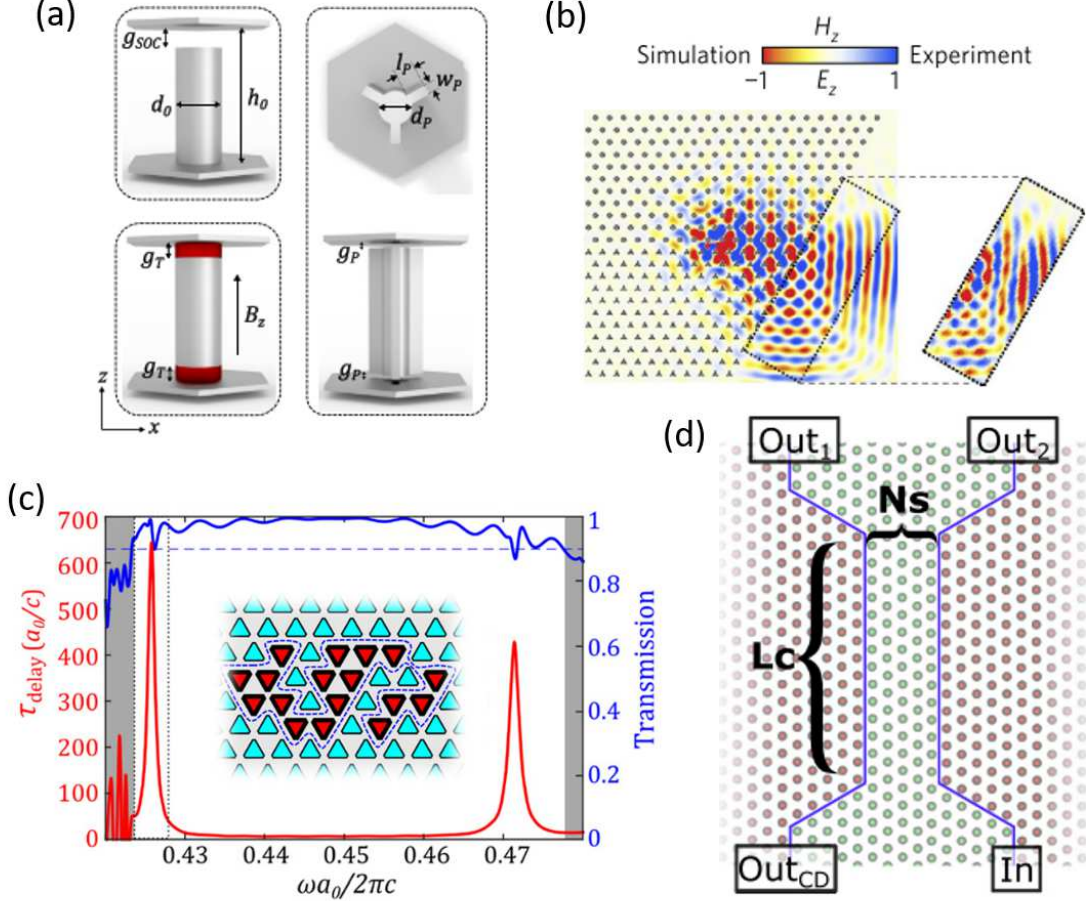 (a)
g_SOC
d_0
h_0
l_P
w_P
d_P
g_T
B_z
g_T
z
x
g_P
g_P
(b)
H_z
Simulation
Experiment
−1
E_z
1
(c)
τ_delay (a_0/c)
700
600
500
400
300
200
100
0
0.43
0.44
0.45
0.46
0.47
ωa_0/2πc
1
0.8
0.6
0.4
0.2
0
Transmission
(d)
Out_1
Out_2
Ns
Lc
Out_CD
In